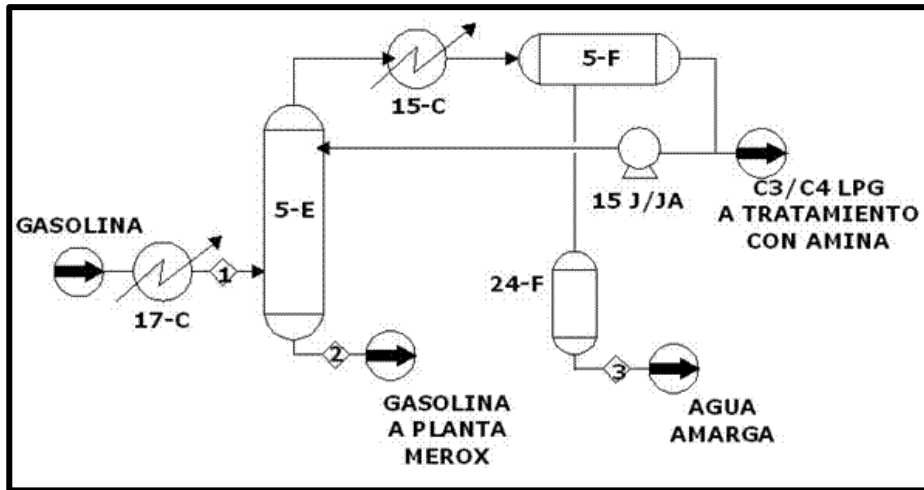 5-F
15-C
5-E
15 J/JA
C3/C4 LPG
A TRATAMIENTO
CON AMINA
GASOLINA
1
17-C
24-F
2
3
GASOLINA
A PLANTA
MEROX
AGUA
AMARGA